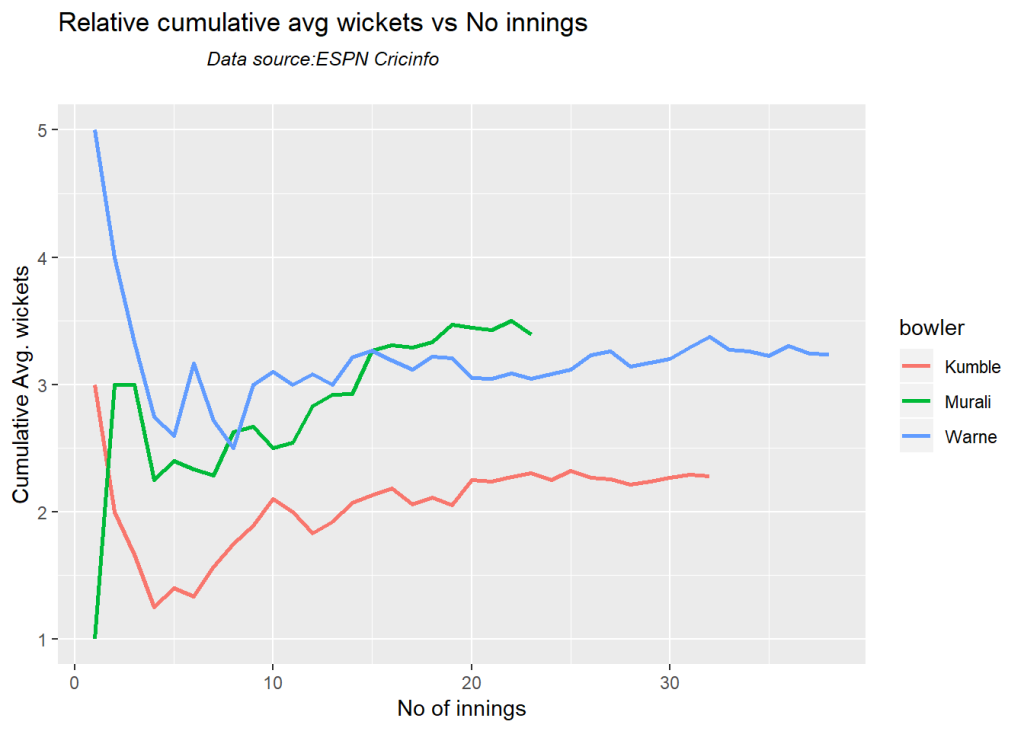 Relative cumulative avg wickets vs No innings
Data source:ESPN Cricinfo
5
4
3
2
1
Cumulative Avg. wickets
0 10 20 30
No of innings
bowler
Kumble
Murali
Warne